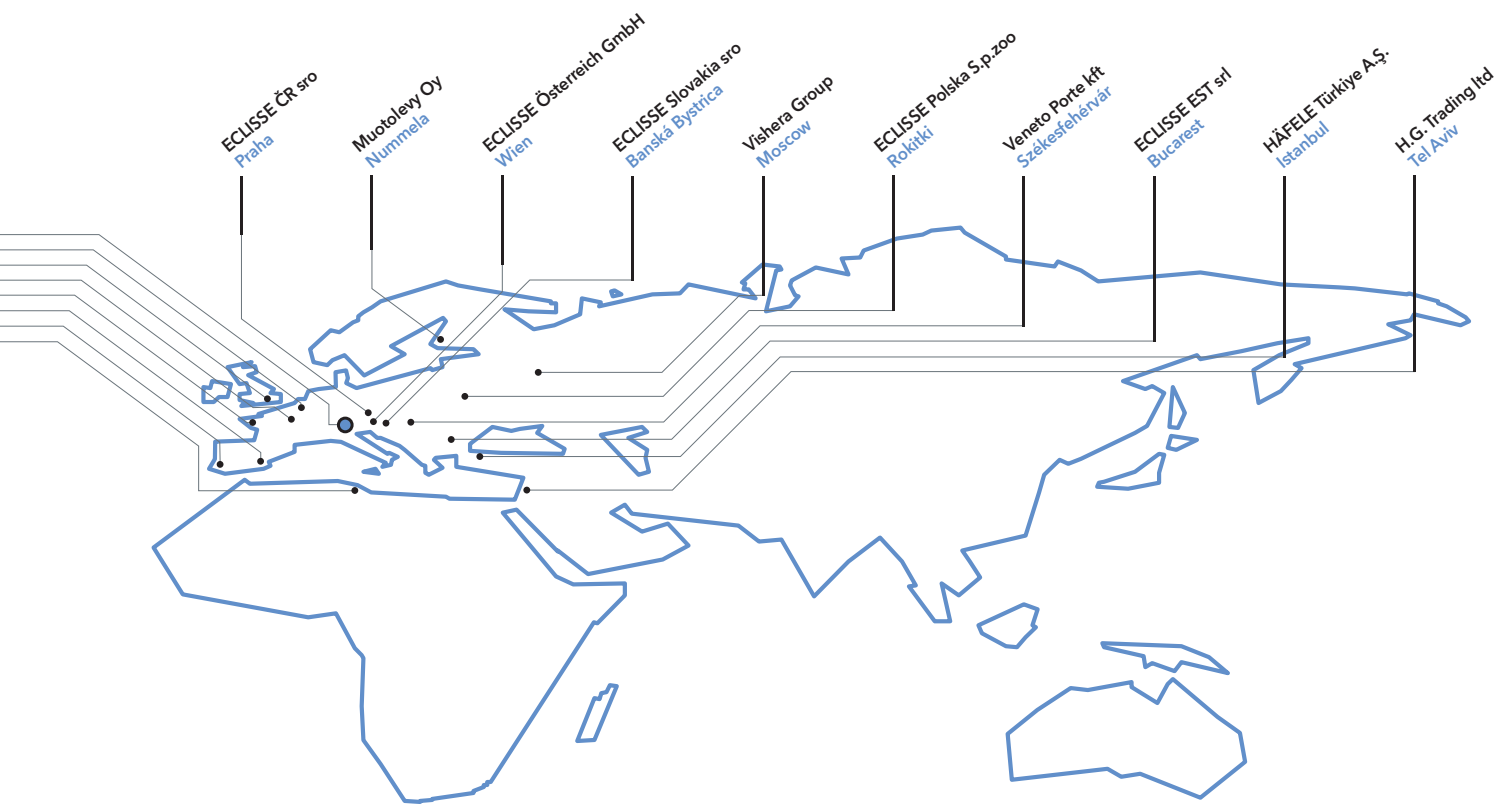 ECLISSE ČR sro
Praha
Muotolevy Oy
Nummela
ECLISSE Österreich GmbH
Wien
ECLISSE Slovakia sro
Banská Bystrica
Vishera Group
Moscow
ECLISSE Polska S.p.zoo
Rokitki
Veneto Porte kft
Székesfehérvár
ECLISSE EST srl
Bucarest
HÄFELE Türkiye A.Ş.
Istanbul
H.G. Trading ltd
Tel Aviv